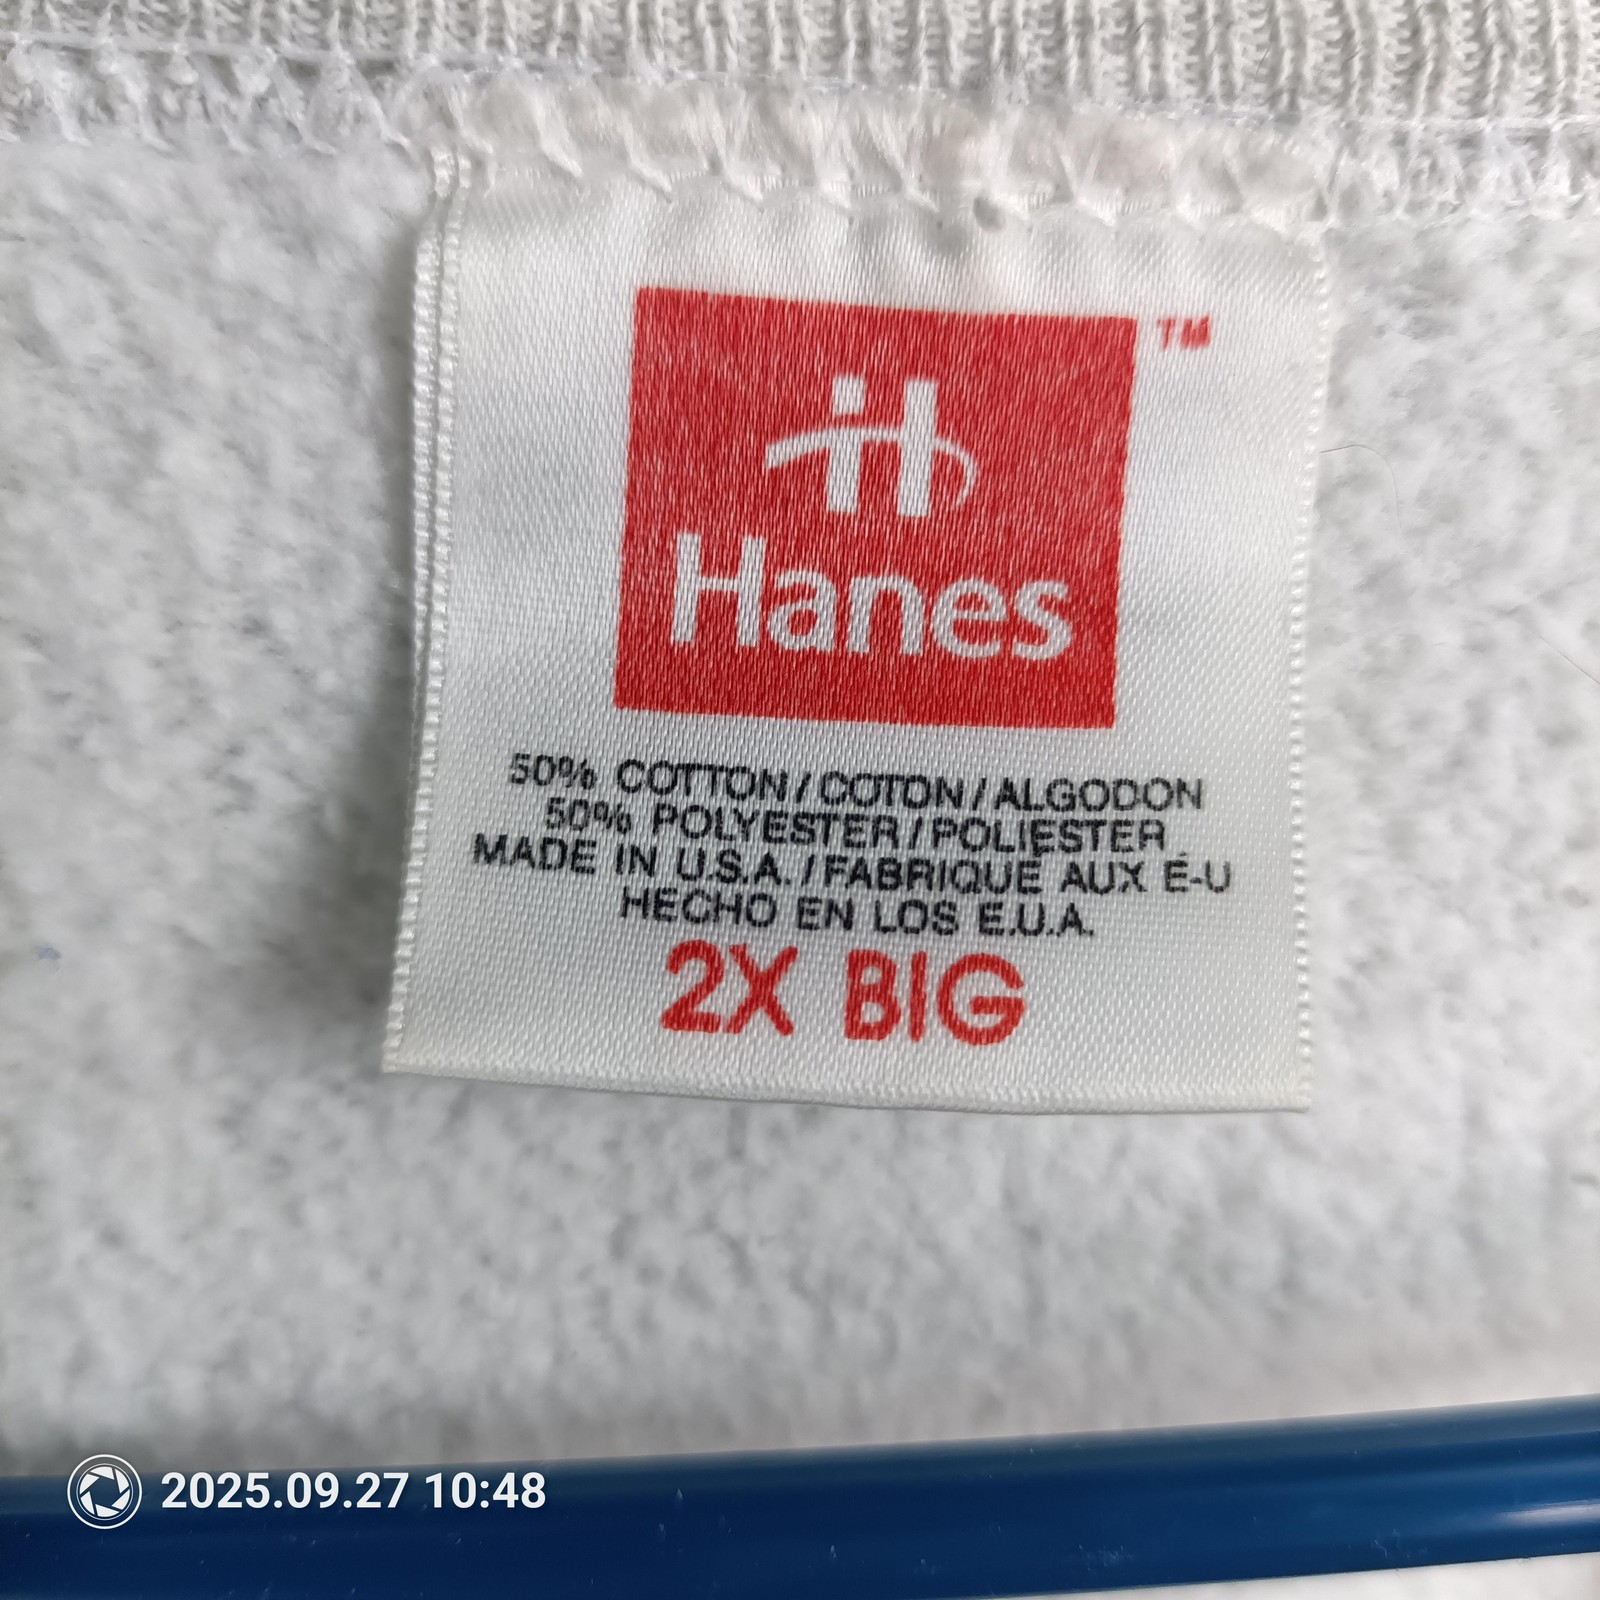 TM
Hanes
50% COTTON/COTON/ALGODON
50% POLYESTER/POLIESTER
MADE IN U.S.A./FABRIQUÉ AUX É-U
HECHO EN LOS E.U.A.
2X BIG
2025.09.27 10:48